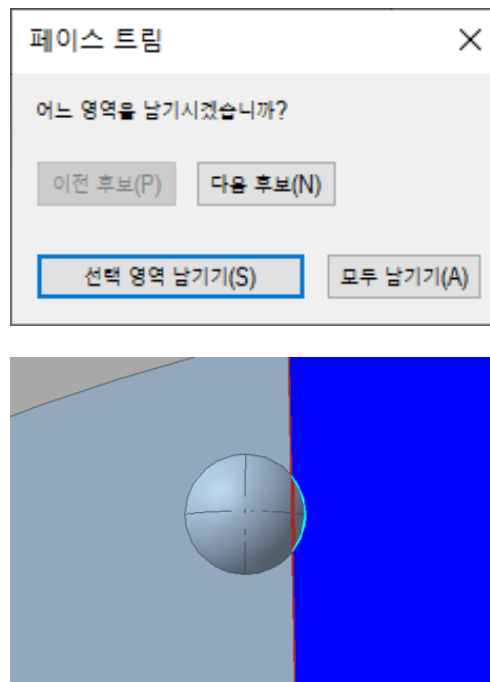 페이스 트림
어느 영역을 남기시겠습니까?
이전 후보(P) 다음 후보(N)
선택 영역 남기기(S) 모두 남기기(A)